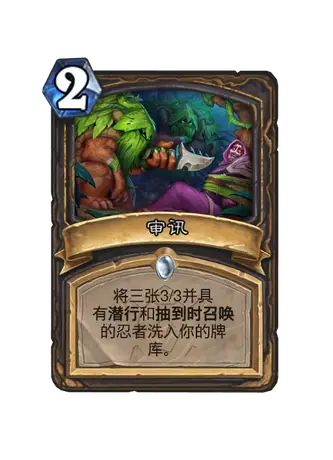 2
审讯
将三张3/3并具
有潜行和抽到时召唤
的忍者洗入你的牌
库。